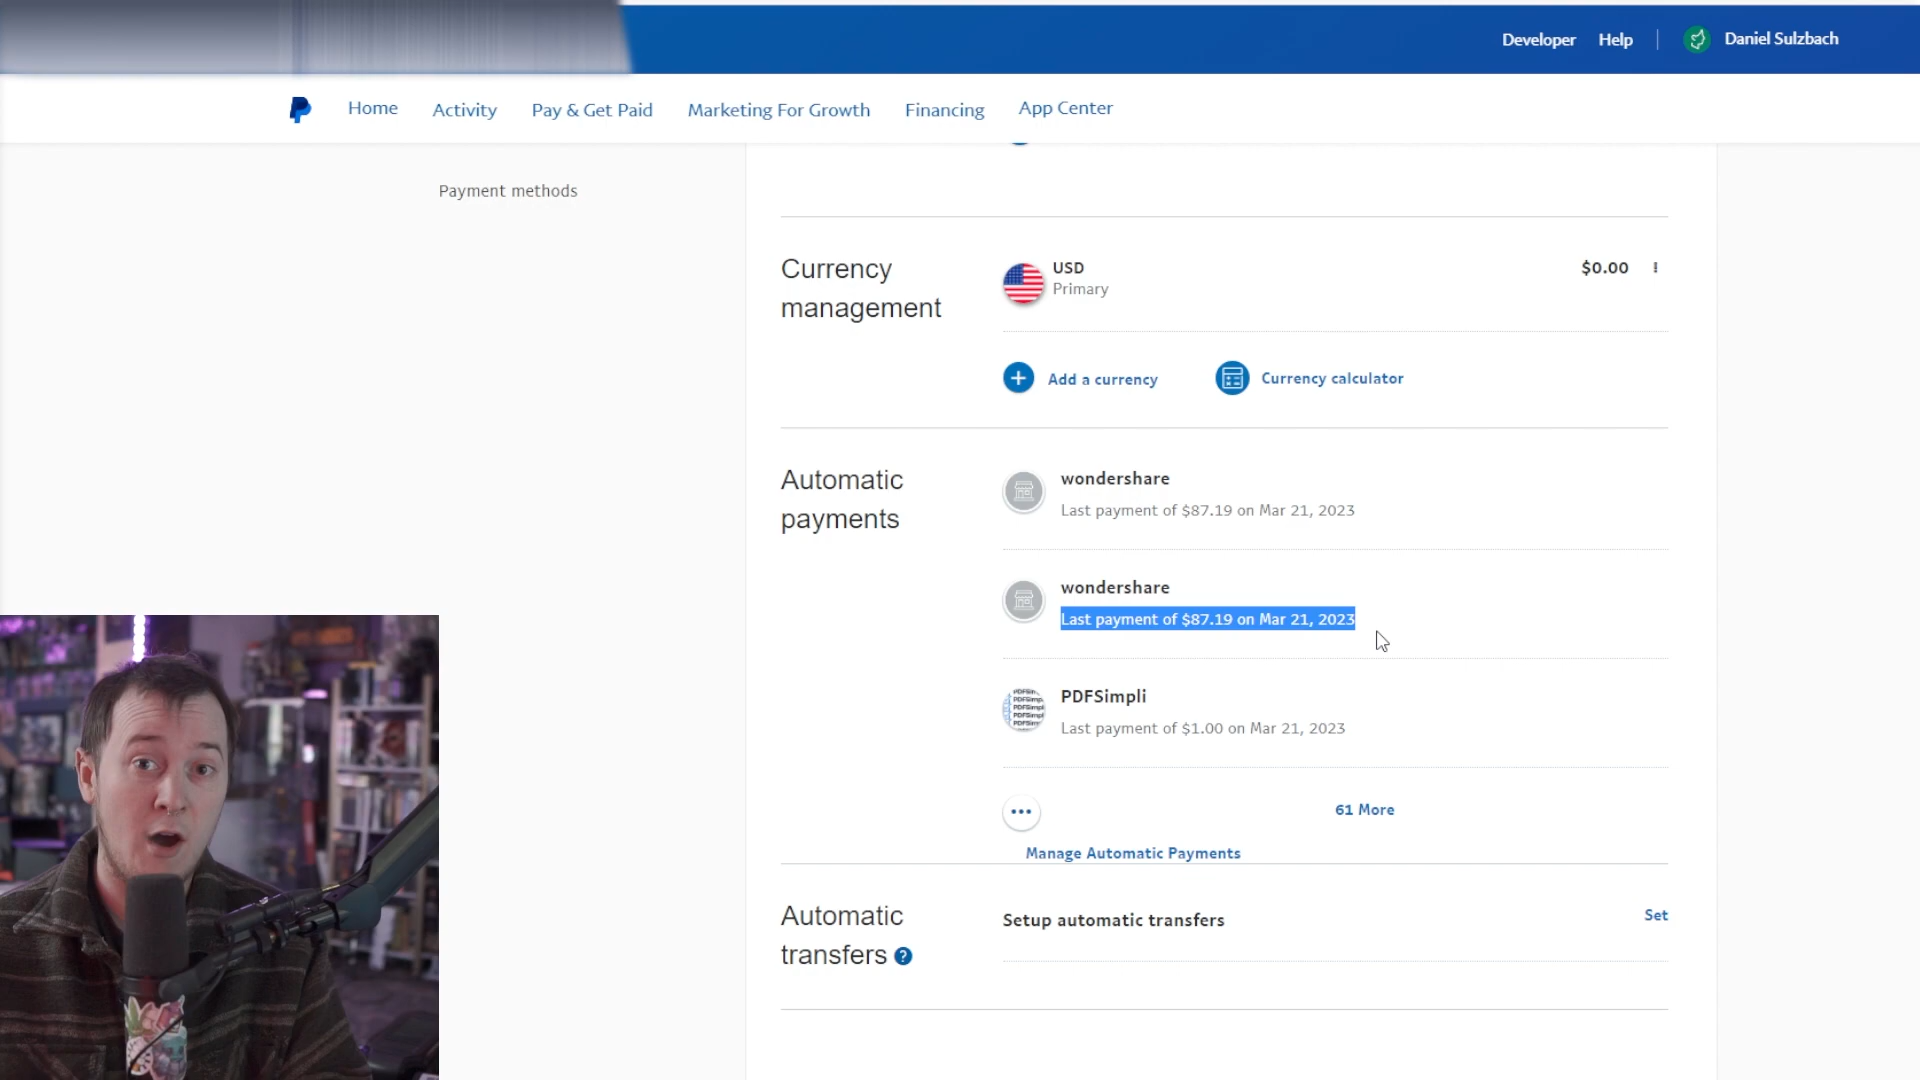 Developer Help Daniel Sulzbach
Home Activity Pay & Get Paid Marketing For Growth Financing App Center
Payment methods
Currency
management
USD
Primary
$0.00
Add a currency Currency calculator
Automatic
payments
wondershare
Last payment of $87.19 on Mar 21, 2023
wondershare
Last payment of $87.19 on Mar 21, 2023
PDFSimpli
Last payment of $1.00 on Mar 21, 2023
61 More
Manage Automatic Payments
Automatic
transfers ?
Setup automatic transfers
Set